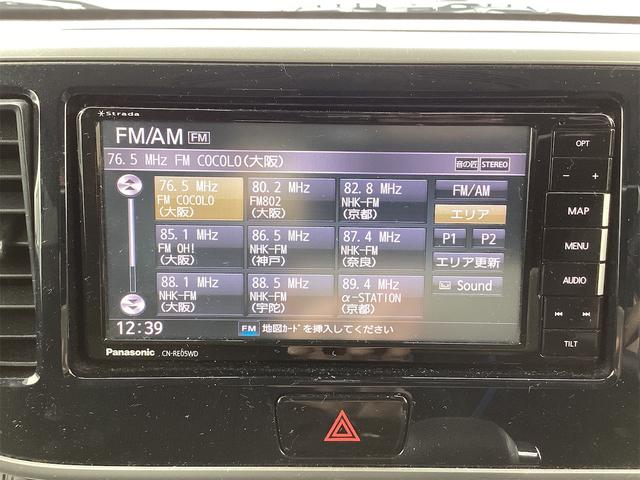 Strada
FM/AM FM
76.5 MHz FM COCOLO(大阪)
音の匠 STEREO
76.5 MHz
FM COCOLO
(大阪)
80.2 MHz
FM802
(大阪)
82.8 MHz
NHK-FM
(京都)
FM/AM
エリア
85.1 MHz
FM OH!
(大阪)
86.5 MHz
NHK-FM
(神戸)
87.4 MHz
NHK-FM
(奈良)
P1 P2
エリア更新
88.1 MHz
NHK-FM
(大阪)
88.5 MHz
NHK-FM
(宇陀)
89.4 MHz
α-STATION
(京都)
Sound
12:39
FM 地図ｶｰﾄﾞを挿入してください
Panasonic CN-RE05WD
OPT
− +
MAP
MENU
AUDIO
TILT